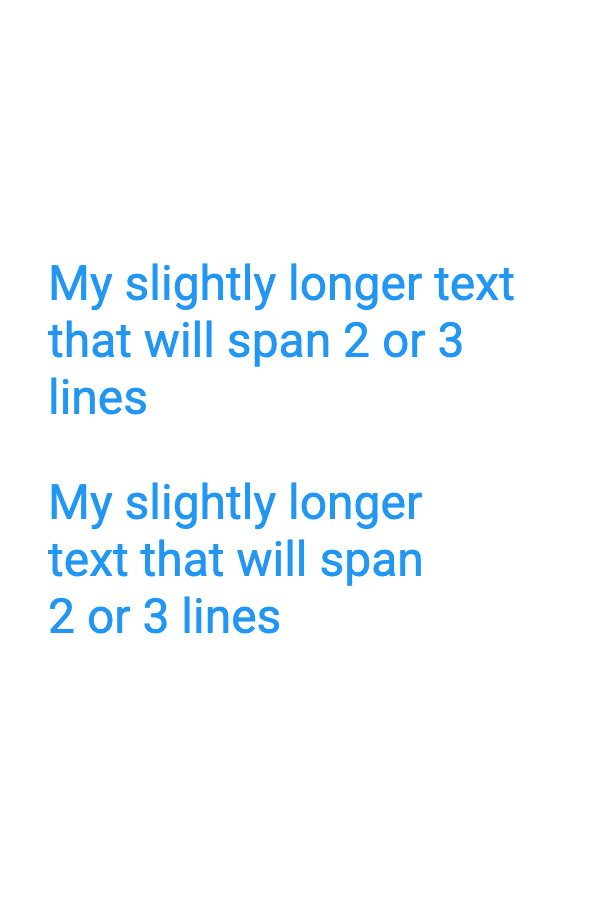 My slightly longer text
that will span 2 or 3
lines
My slightly longer
text that will span
2 or 3 lines